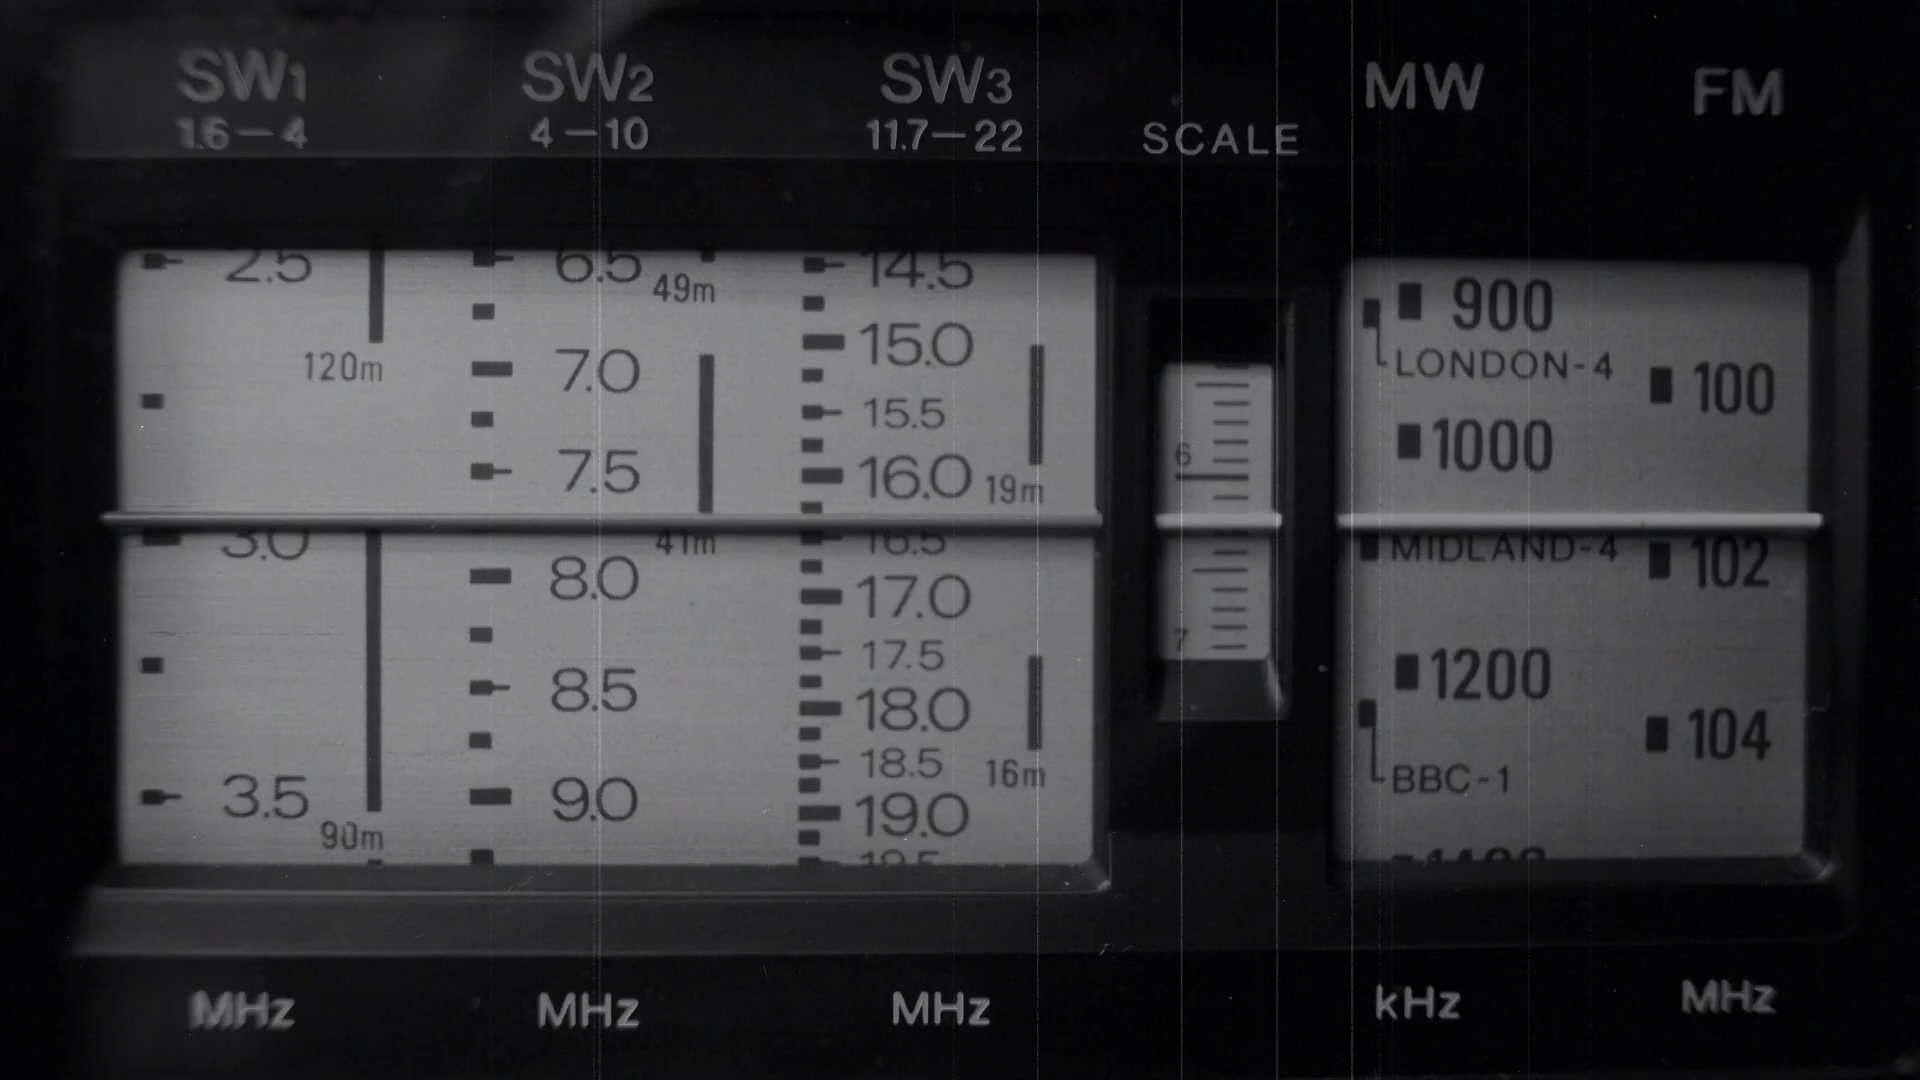 SW1
1.6–4
SW2
4–10
SW3
11.7–22
SCALE
MW
FM
2.5
120m
3.0
3.5
90m
6.5
49m
7.0
7.5
41m
8.0
8.5
9.0
14.5
15.0
15.5
16.0
19m
16.5
17.0
17.5
18.0
18.5
16m
19.0
19.5
6
7
900
LONDON-4
1000
MIDLAND-4
1200
BBC-1
100
102
104
MHz
MHz
MHz
kHz
MHz